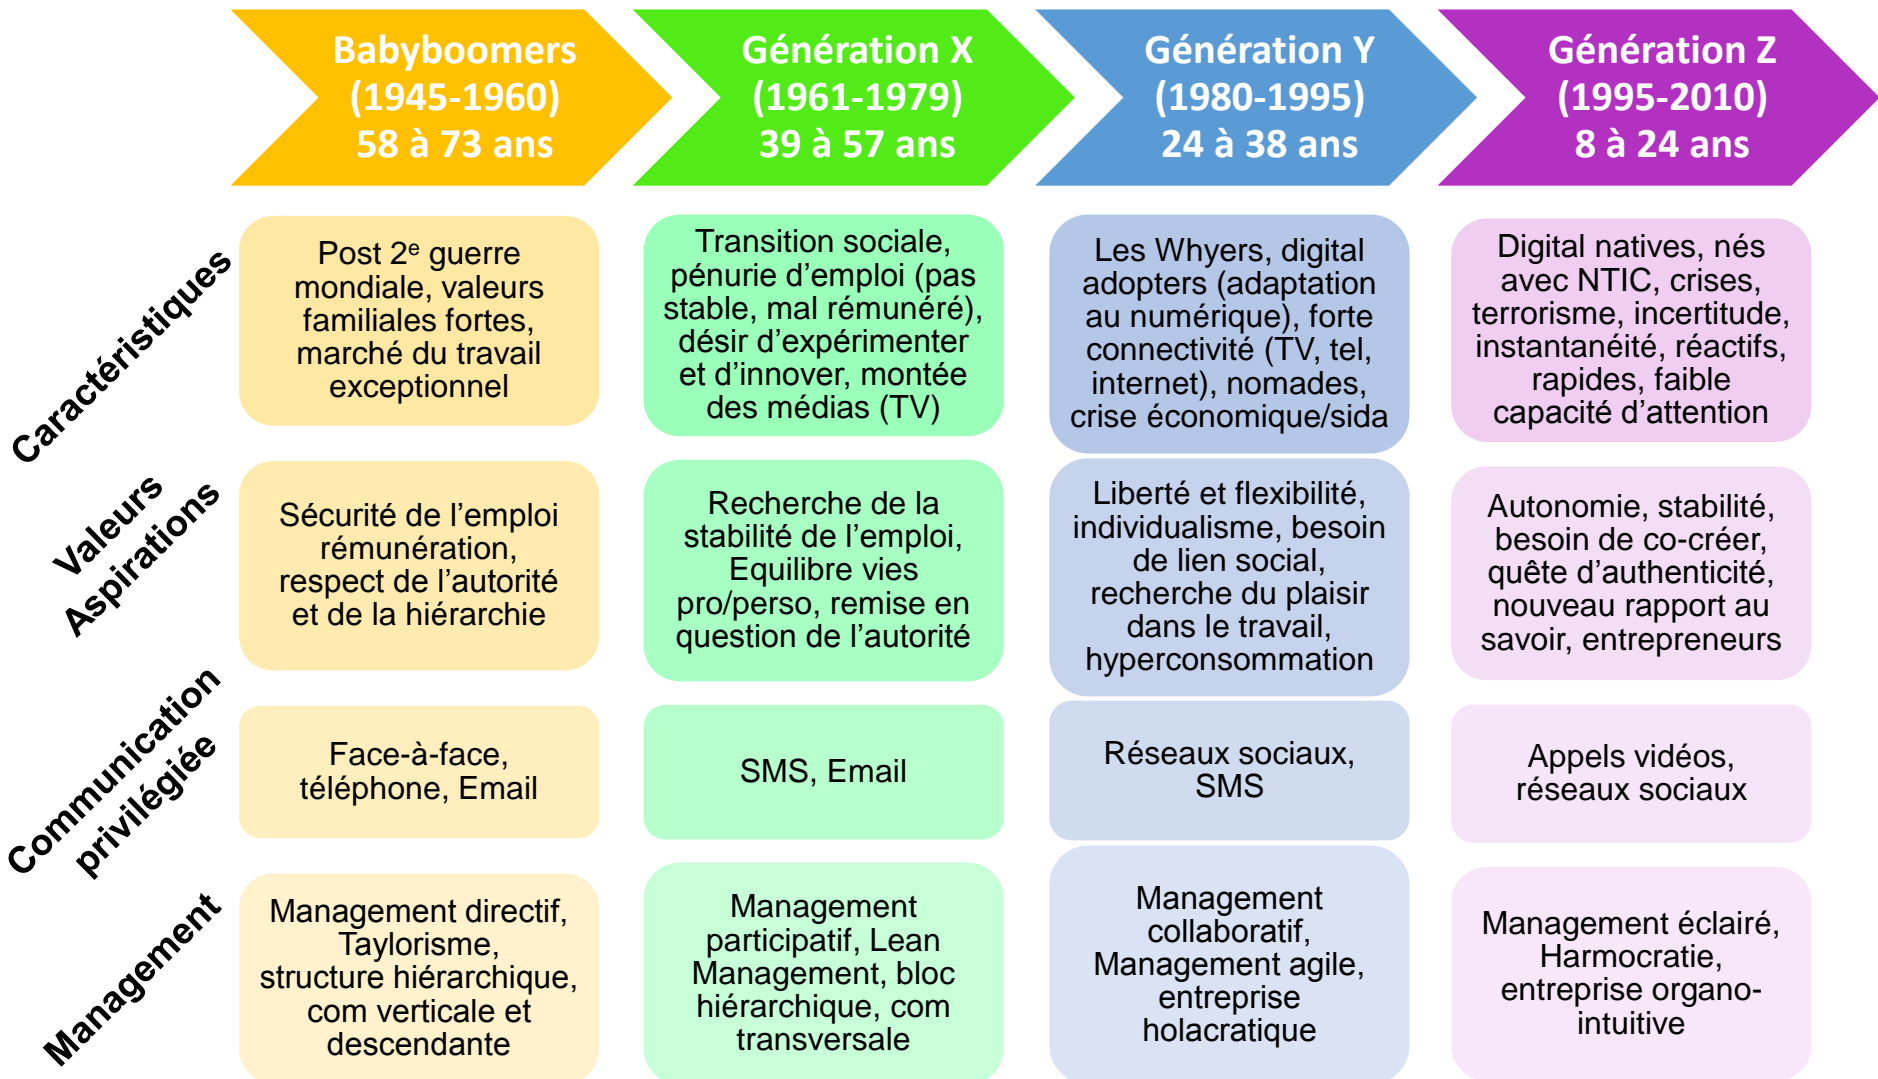 Babyboomers
(1945-1960)
58 à 73 ans
Génération X
(1961-1979)
39 à 57 ans
Génération Y
(1980-1995)
24 à 38 ans
Génération Z
(1995-2010)
8 à 24 ans
Caractéristiques
Post 2e guerre
mondiale, valeurs
familiales fortes,
marché du travail
exceptionnel
Transition sociale,
pénurie d’emploi (pas
stable, mal rémunéré),
désir d’expérimenter
et d’innover, montée
des médias (TV)
Les Whyers, digital
adopters (adaptation
au numérique), forte
connectivité (TV, tel,
internet), nomades,
crise économique/sida
Digital natives, nés
avec NTIC, crises,
terrorisme, incertitude,
instantanéité, réactifs,
rapides, faible
capacité d’attention
Valeurs
Aspirations
Sécurité de l’emploi
rémunération,
respect de l’autorité
et de la hiérarchie
Recherche de la
stabilité de l’emploi,
Equilibre vies
pro/perso, remise en
question de l’autorité
Liberté et flexibilité,
individualisme, besoin
de lien social,
recherche du plaisir
dans le travail,
hyperconsommation
Autonomie, stabilité,
besoin de co-créer,
quête d’authenticité,
nouveau rapport au
savoir, entrepreneurs
Communication
privilégiée
Face-à-face,
téléphone, Email
SMS, Email
Réseaux sociaux,
SMS
Appels vidéos,
réseaux sociaux
Management
Management directif,
Taylorisme,
structure hiérarchique,
com verticale et
descendante
Management
participatif, Lean
Management, bloc
hiérarchique, com
transversale
Management
collaboratif,
Management agile,
entreprise
holacratique
Management éclairé,
Harmocratie,
entreprise organo-
intuitive